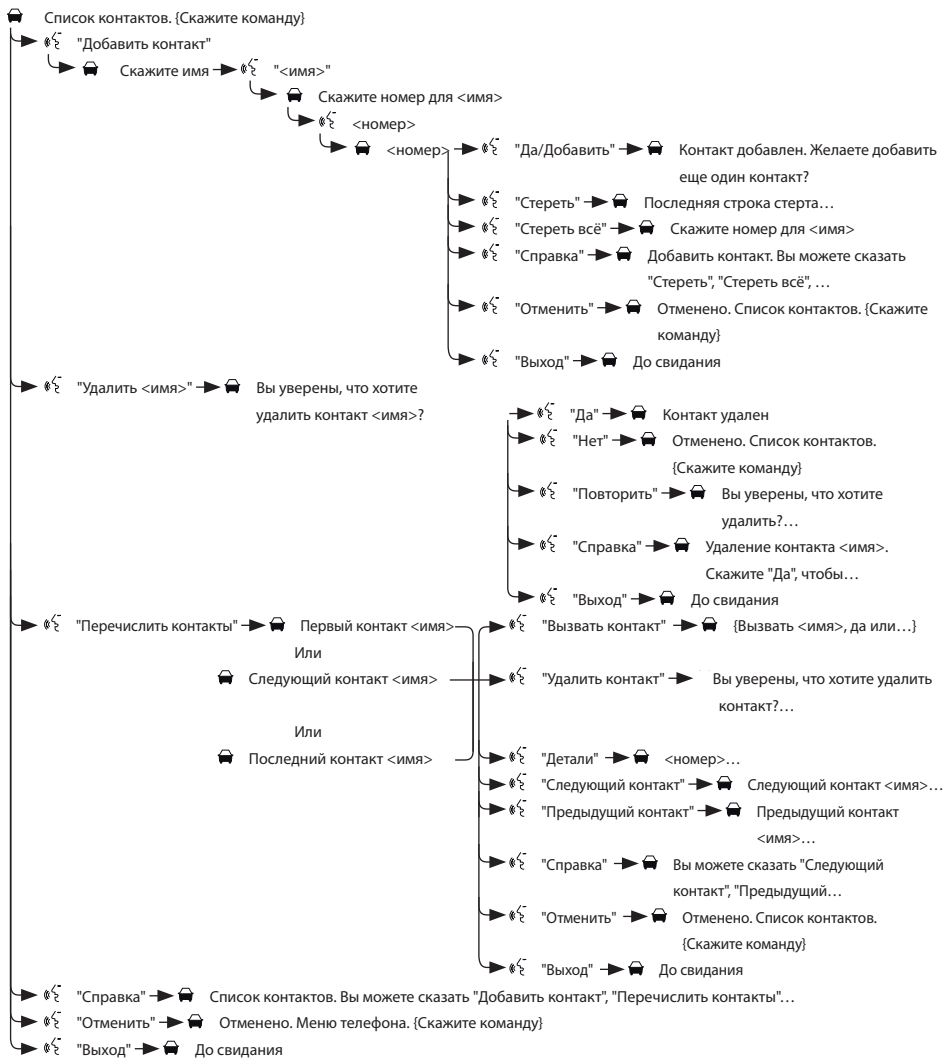 Список контактов. {Скажите команду}
"Добавить контакт"
Скажите имя "<имя>"
Скажите номер для <имя>
<номер>
<номер> "Да/Добавить" Контакт добавлен. Желаете добавить
еще один контакт?
"Стереть" Последняя строка стерта…
"Стереть всё" Скажите номер для <имя>
"Справка" Добавить контакт. Вы можете сказать
"Стереть", "Стереть всё", …
"Отменить" Отменено. Список контактов. {Скажите
команду}
"Выход" До свидания
"Удалить <имя>" Вы уверены, что хотите
удалить контакт <имя>?
"Да" Контакт удален
"Нет" Отменено. Список контактов.
{Скажите команду}
"Повторить" Вы уверены, что хотите
удалить?…
"Справка" Удаление контакта <имя>.
Скажите "Да", чтобы…
"Выход" До свидания
"Перечислить контакты" Первый контакт <имя> "Вызвать контакт" {Вызвать <имя>, да или…}
Или
Следующий контакт <имя> "Удалить контакт" Вы уверены, что хотите удалить
контакт?…
Или
Последний контакт <имя> "Детали" <номер>…
"Следующий контакт" Следующий контакт <имя>…
"Предыдущий контакт" Предыдущий контакт
<имя>…
"Справка" Вы можете сказать "Следующий
контакт", "Предыдущий…
"Отменить" Отменено. Список контактов.
{Скажите команду}
"Выход" До свидания
"Справка" Список контактов. Вы можете сказать "Добавить контакт", "Перечислить контакты"…
"Отменить" Отменено. Меню телефона. {Скажите команду}
"Выход" До свидания